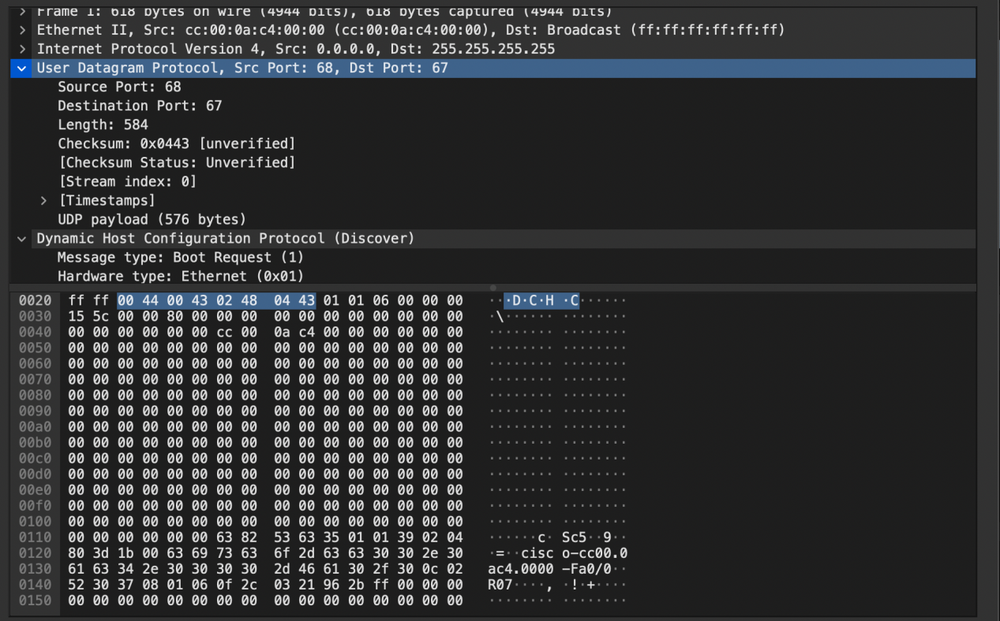 > Frame 1: 618 bytes on wire (4944 bits), 618 bytes captured (4944 bits)
> Ethernet II, Src: cc:00:0a:c4:00:00 (cc:00:0a:c4:00:00), Dst: Broadcast (ff:ff:ff:ff:ff:ff)
> Internet Protocol Version 4, Src: 0.0.0.0, Dst: 255.255.255.255
User Datagram Protocol, Src Port: 68, Dst Port: 67
Source Port: 68
Destination Port: 67
Length: 584
Checksum: 0x0443 [unverified]
[Checksum Status: Unverified]
[Stream index: 0]
> [Timestamps]
UDP payload (576 bytes)
Dynamic Host Configuration Protocol (Discover)
Message type: Boot Request (1)
Hardware type: Ethernet (0x01)
0020 ff ff 00 44 00 43 02 48 04 43 01 01 06 00 00 00 ···D·C·H ·C······
0030 15 5c 00 00 80 00 00 00 00 00 00 00 00 00 00 00 ·\······ ········
0040 00 00 00 00 00 00 cc 00 0a c4 00 00 00 00 00 00 ········ ········
0050 00 00 00 00 00 00 00 00 00 00 00 00 00 00 00 00 ········ ········
0060 00 00 00 00 00 00 00 00 00 00 00 00 00 00 00 00 ········ ········
0070 00 00 00 00 00 00 00 00 00 00 00 00 00 00 00 00 ········ ········
0080 00 00 00 00 00 00 00 00 00 00 00 00 00 00 00 00 ········ ········
0090 00 00 00 00 00 00 00 00 00 00 00 00 00 00 00 00 ········ ········
00a0 00 00 00 00 00 00 00 00 00 00 00 00 00 00 00 00 ········ ········
00b0 00 00 00 00 00 00 00 00 00 00 00 00 00 00 00 00 ········ ········
00c0 00 00 00 00 00 00 00 00 00 00 00 00 00 00 00 00 ········ ········
00d0 00 00 00 00 00 00 00 00 00 00 00 00 00 00 00 00 ········ ········
00e0 00 00 00 00 00 00 00 00 00 00 00 00 00 00 00 00 ········ ········
00f0 00 00 00 00 00 00 00 00 00 00 00 00 00 00 00 00 ········ ········
0100 00 00 00 00 00 00 00 00 00 00 00 00 00 00 00 00 ········ ········
0110 00 00 00 00 00 00 63 82 53 63 35 01 01 39 02 04 ······c· Sc5··9··
0120 80 3d 1b 00 63 69 73 63 6f 2d 63 63 30 30 2e 30 ·=··cisc o-cc00.0
0130 61 63 34 2e 30 30 30 30 2d 46 61 30 2f 30 0c 02 ac4.0000 -Fa0/0··
0140 52 30 37 08 01 06 0f 2c 03 21 96 2b ff 00 00 00 R07····, ·!·+····
0150 00 00 00 00 00 00 00 00 00 00 00 00 00 00 00 00 ········ ········